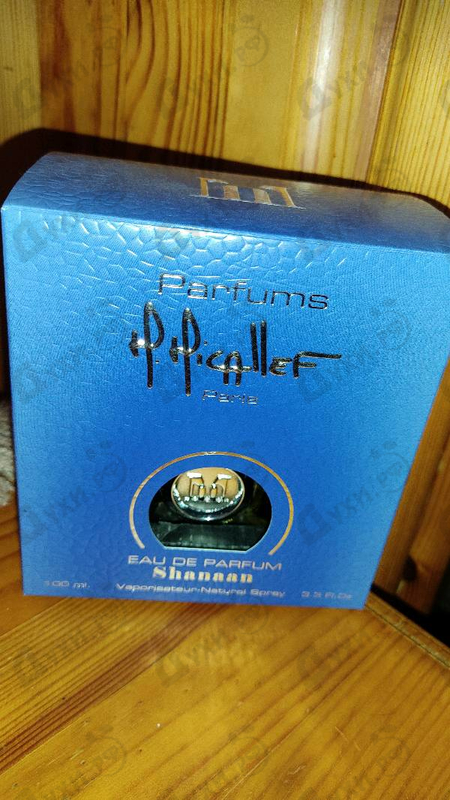 Parfums
M. Micallef
Paris
EAU DE PARFUM
Shanaan
100 ml. Vaporisateur-Natural Spray 3.3 fl.Oz